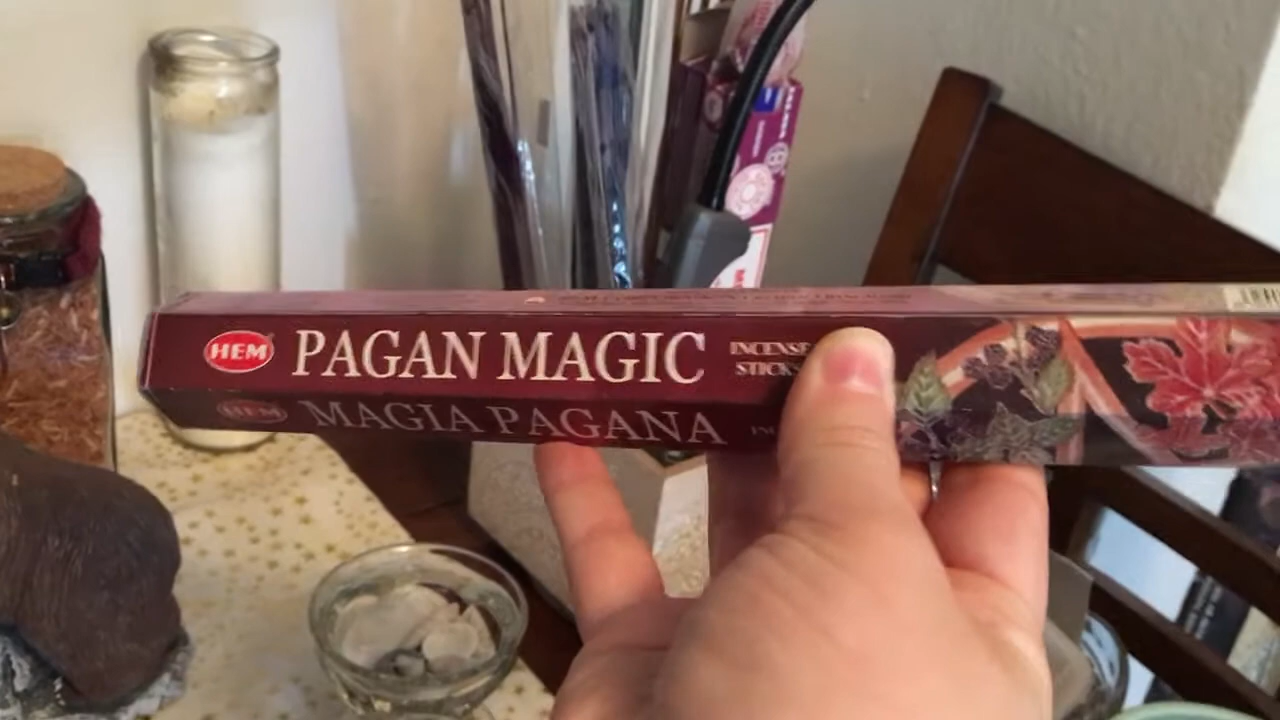 HEM
PAGAN MAGIC
INCENSE
STICKS
HEM
MAGIA PAGANA